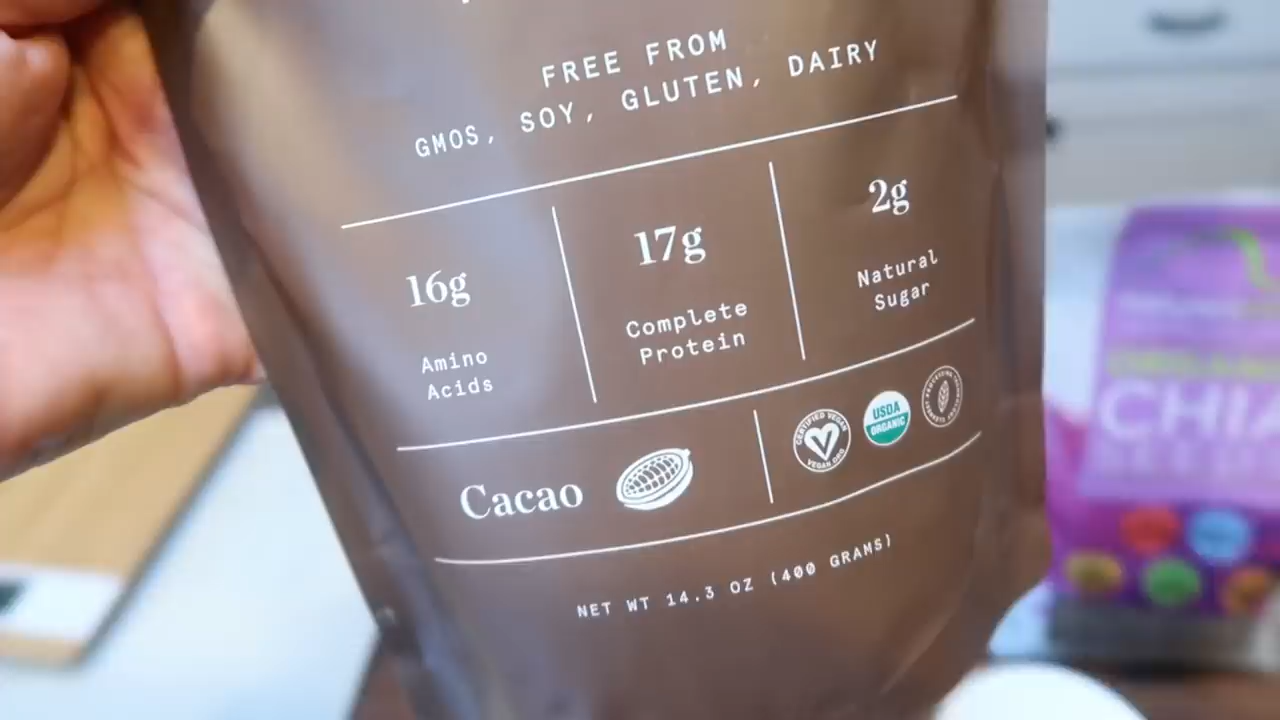 FREE FROM
GMOS, SOY, GLUTEN, DAIRY
16g
Amino
Acids
17g
Complete
Protein
2g
Natural
Sugar
Cacao
CERTIFIED VEGAN
VEGAN.ORG
USDA
ORGANIC
NET WT 14.3 OZ (400 GRAMS)
CHIA